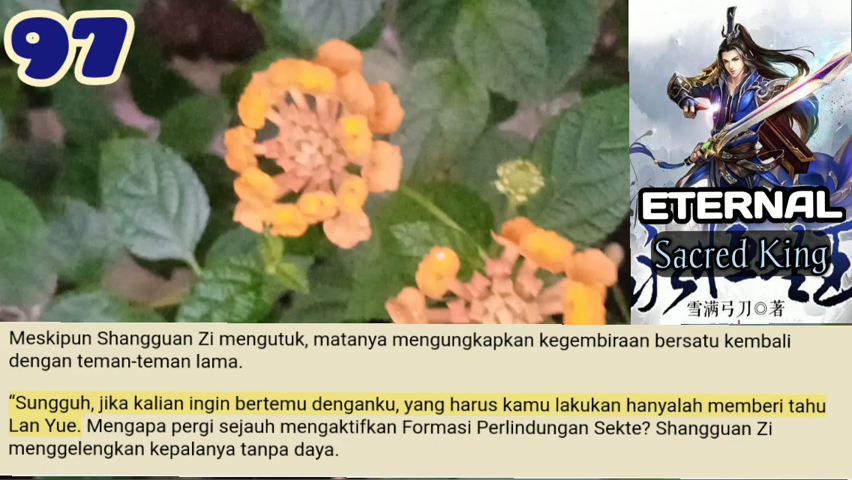 97
ETERNAL
Sacred King
雪满弓刀◎著
Meskipun Shangguan Zi mengutuk, matanya mengungkapkan kegembiraan bersatu kembali
dengan teman-teman lama.
“Sungguh, jika kalian ingin bertemu denganku, yang harus kamu lakukan hanyalah memberi tahu
Lan Yue. Mengapa pergi sejauh mengaktifkan Formasi Perlindungan Sekte? Shangguan Zi
menggelengkan kepalanya tanpa daya.